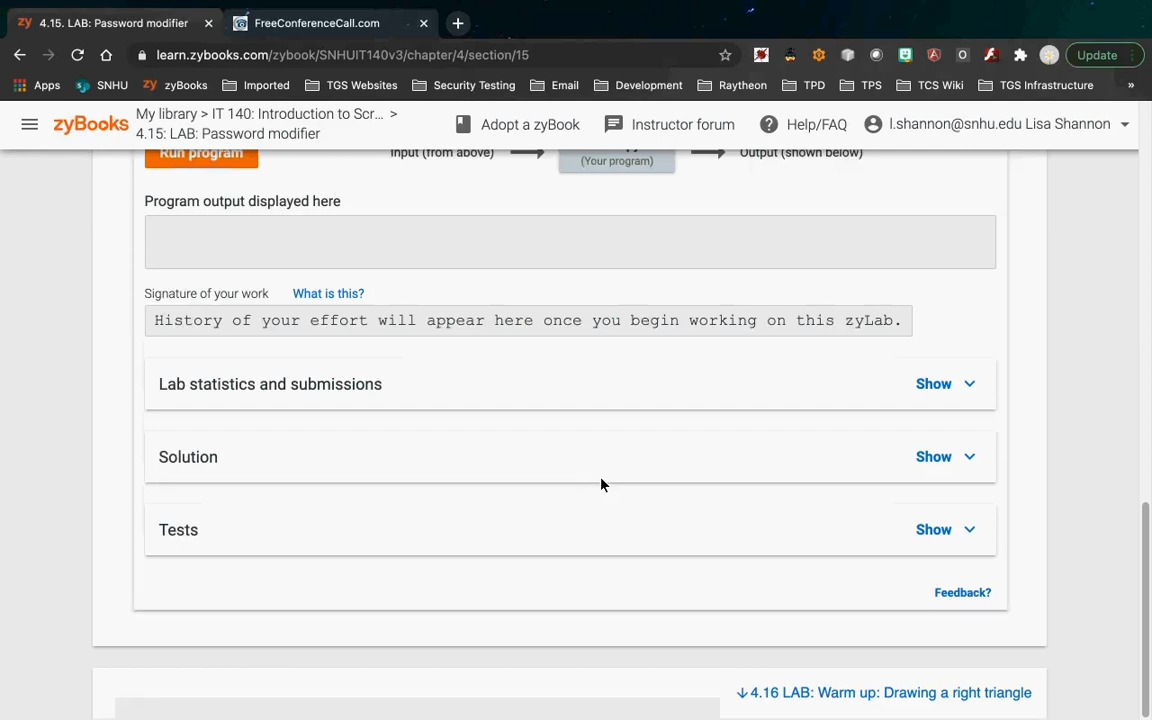 zy 4.15. LAB: Password modifier
FreeConferenceCall.com
learn.zybooks.com/zybook/SNHUIT140v3/chapter/4/section/15
Update
Apps SNHU zyBooks Imported TGS Websites Security Testing Email Development Raytheon TPD TPS TCS Wiki TGS Infrastructure »
zyBooks
My library > IT 140: Introduction to Scr... >
4.15: LAB: Password modifier
Adopt a zyBook
Instructor forum
Help/FAQ
l.shannon@snhu.edu Lisa Shannon
Run program
Input (from above)
(Your program)
Output (shown below)
Program output displayed here
Signature of your work What is this?
History of your effort will appear here once you begin working on this zyLab.
Lab statistics and submissions Show
Solution Show
Tests Show
Feedback?
4.16 LAB: Warm up: Drawing a right triangle